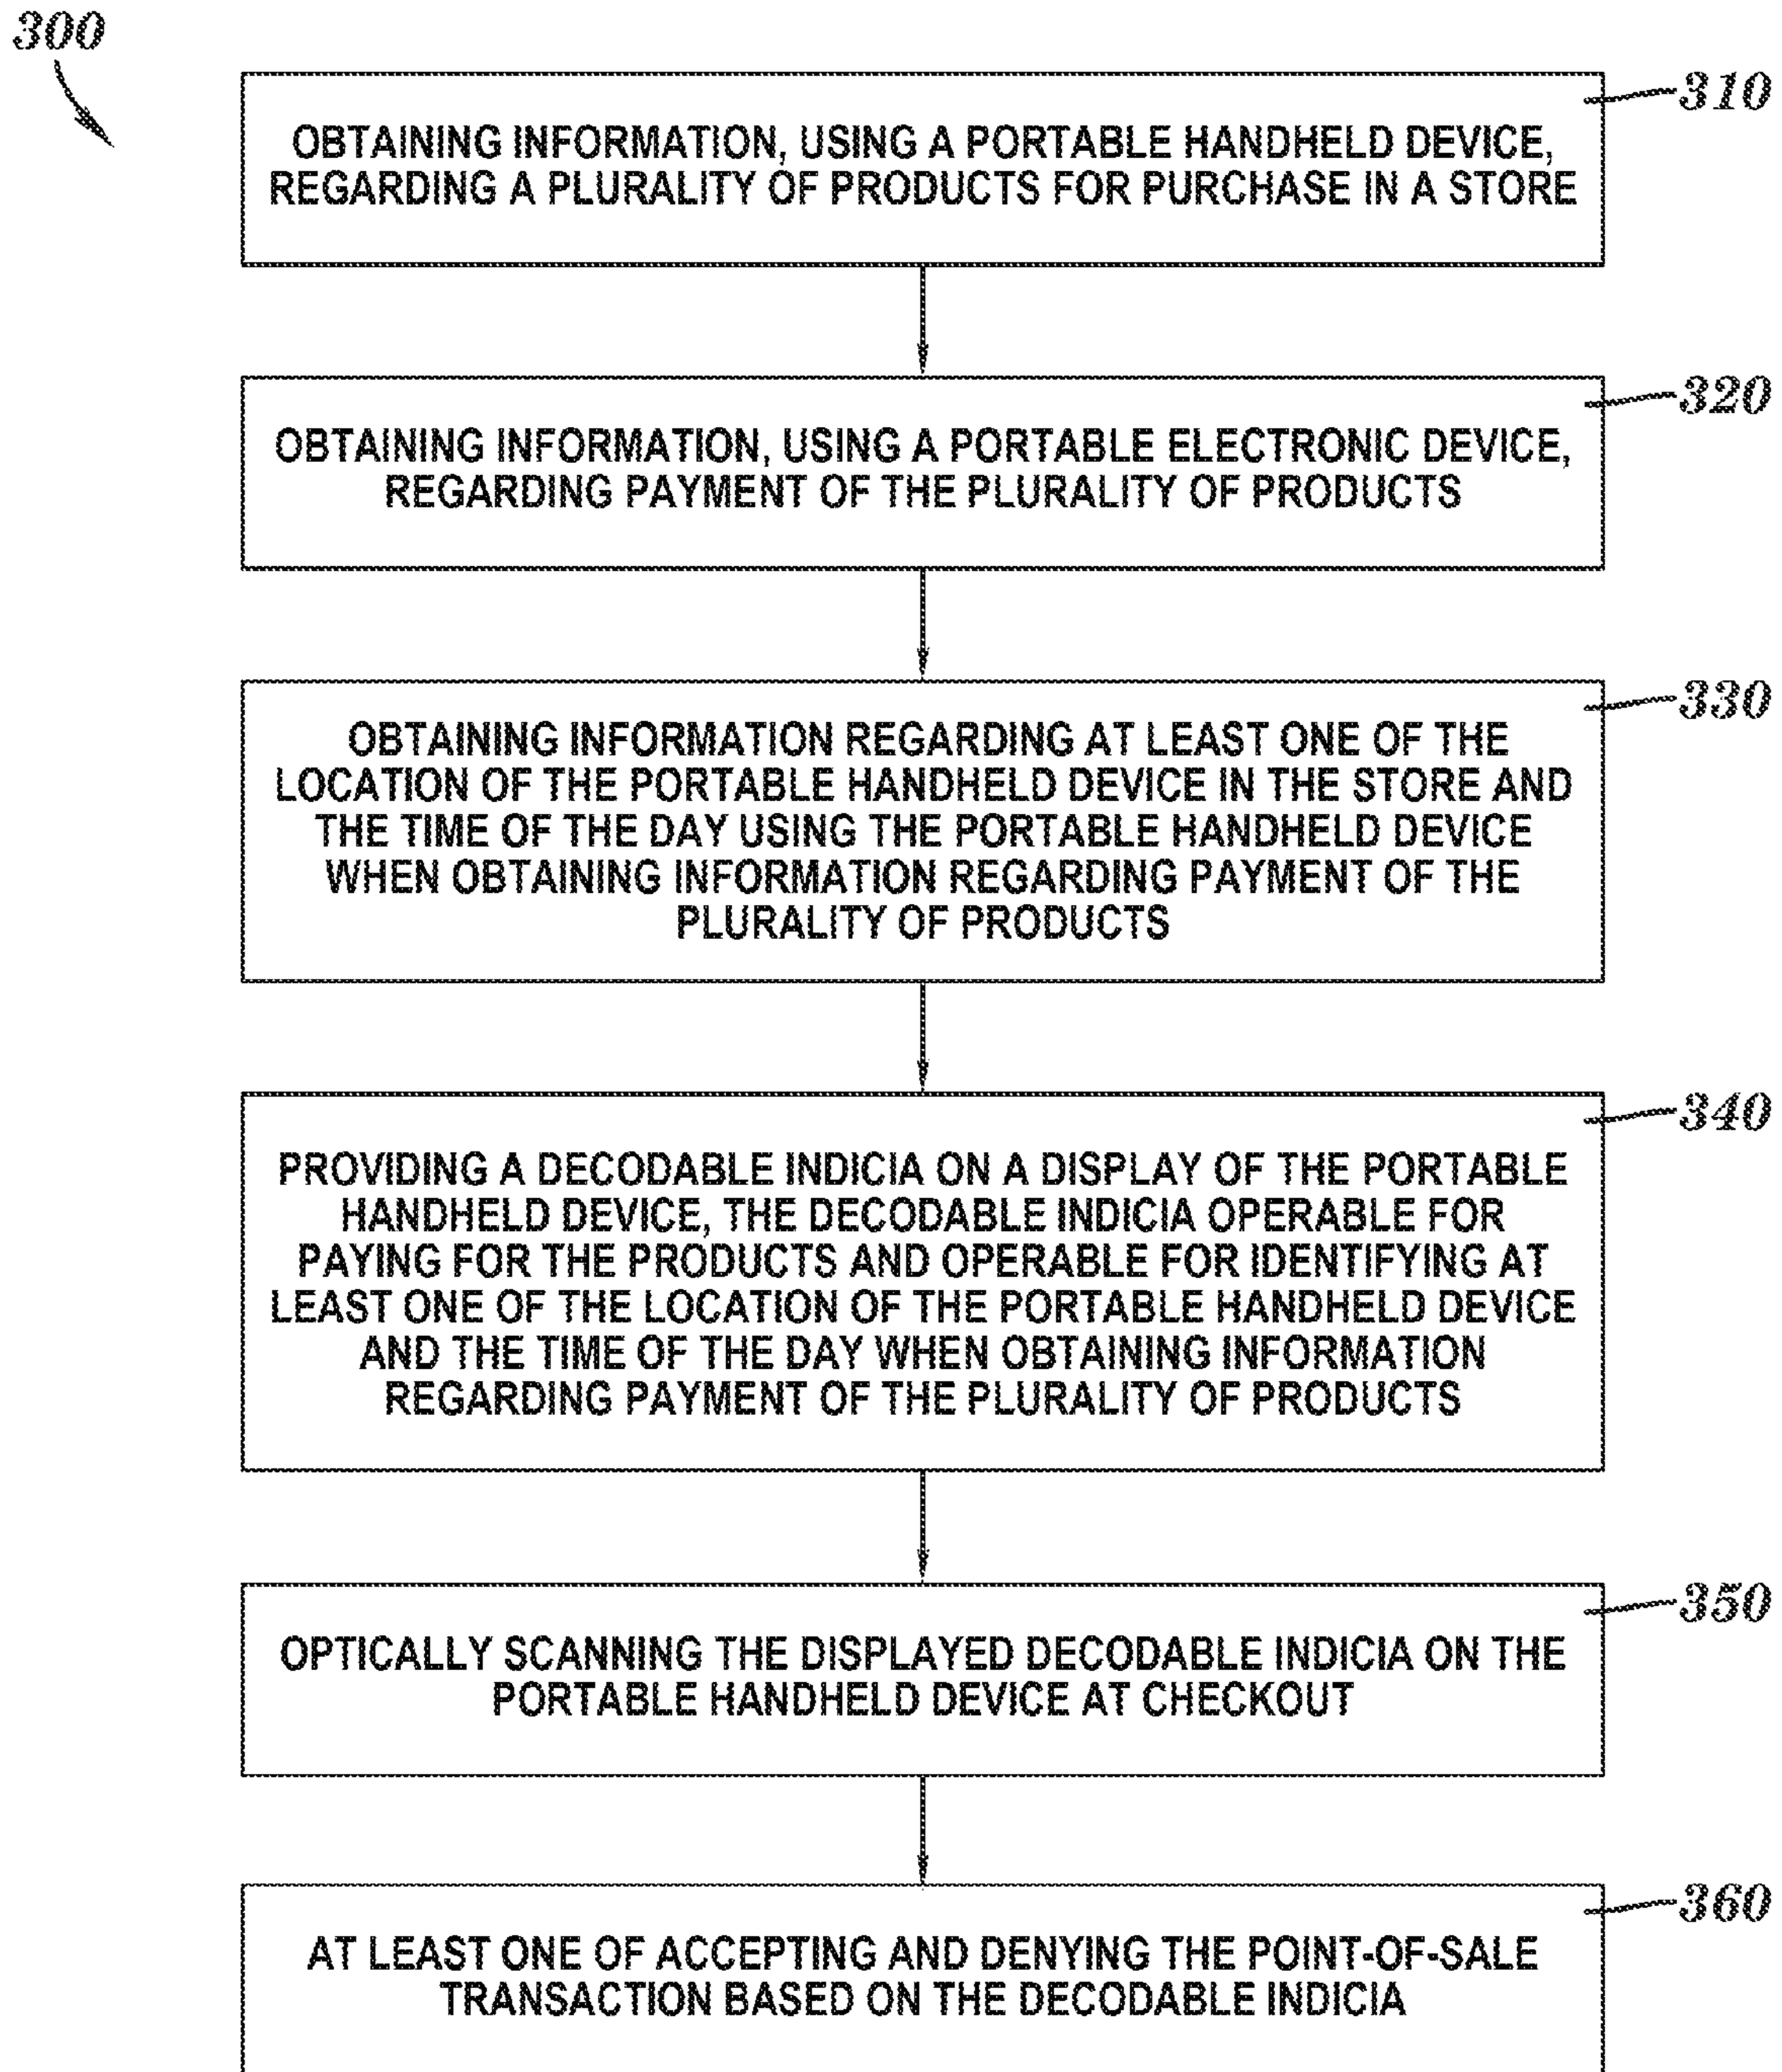 300
310
OBTAINING INFORMATION, USING A PORTABLE HANDHELD DEVICE,
REGARDING A PLURALITY OF PRODUCTS FOR PURCHASE IN A STORE
320
OBTAINING INFORMATION, USING A PORTABLE ELECTRONIC DEVICE,
REGARDING PAYMENT OF THE PLURALITY OF PRODUCTS
330
OBTAINING INFORMATION REGARDING AT LEAST ONE OF THE
LOCATION OF THE PORTABLE HANDHELD DEVICE IN THE STORE AND
THE TIME OF THE DAY USING THE PORTABLE HANDHELD DEVICE
WHEN OBTAINING INFORMATION REGARDING PAYMENT OF THE
PLURALITY OF PRODUCTS
340
PROVIDING A DECODABLE INDICIA ON A DISPLAY OF THE PORTABLE
HANDHELD DEVICE, THE DECODABLE INDICIA OPERABLE FOR
PAYING FOR THE PRODUCTS AND OPERABLE FOR IDENTIFYING AT
LEAST ONE OF THE LOCATION OF THE PORTABLE HANDHELD DEVICE
AND THE TIME OF THE DAY WHEN OBTAINING INFORMATION
REGARDING PAYMENT OF THE PLURALITY OF PRODUCTS
350
OPTICALLY SCANNING THE DISPLAYED DECODABLE INDICIA ON THE
PORTABLE HANDHELD DEVICE AT CHECKOUT
360
AT LEAST ONE OF ACCEPTING AND DENYING THE POINT-OF-SALE
TRANSACTION BASED ON THE DECODABLE INDICIA